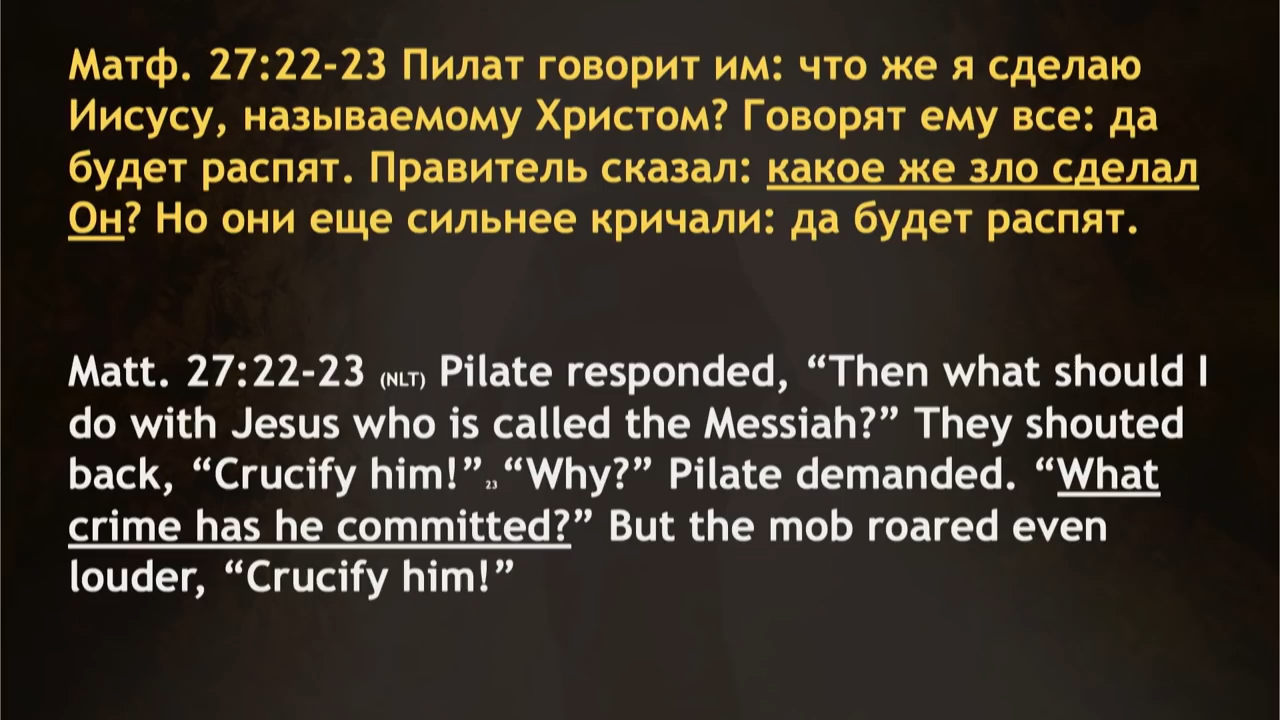 Матф. 27:22-23 Пилат говорит им: что же я сделаю
Иисусу, называемому Христом? Говорят ему все: да
будет распят. Правитель сказал: какое же зло сделал
Он? Но они еще сильнее кричали: да будет распят.
Matt. 27:22-23 (NLT) Pilate responded, “Then what should I
do with Jesus who is called the Messiah?” They shouted
back, “Crucify him!” 23 “Why?” Pilate demanded. “What
crime has he committed?” But the mob roared even
louder, “Crucify him!”